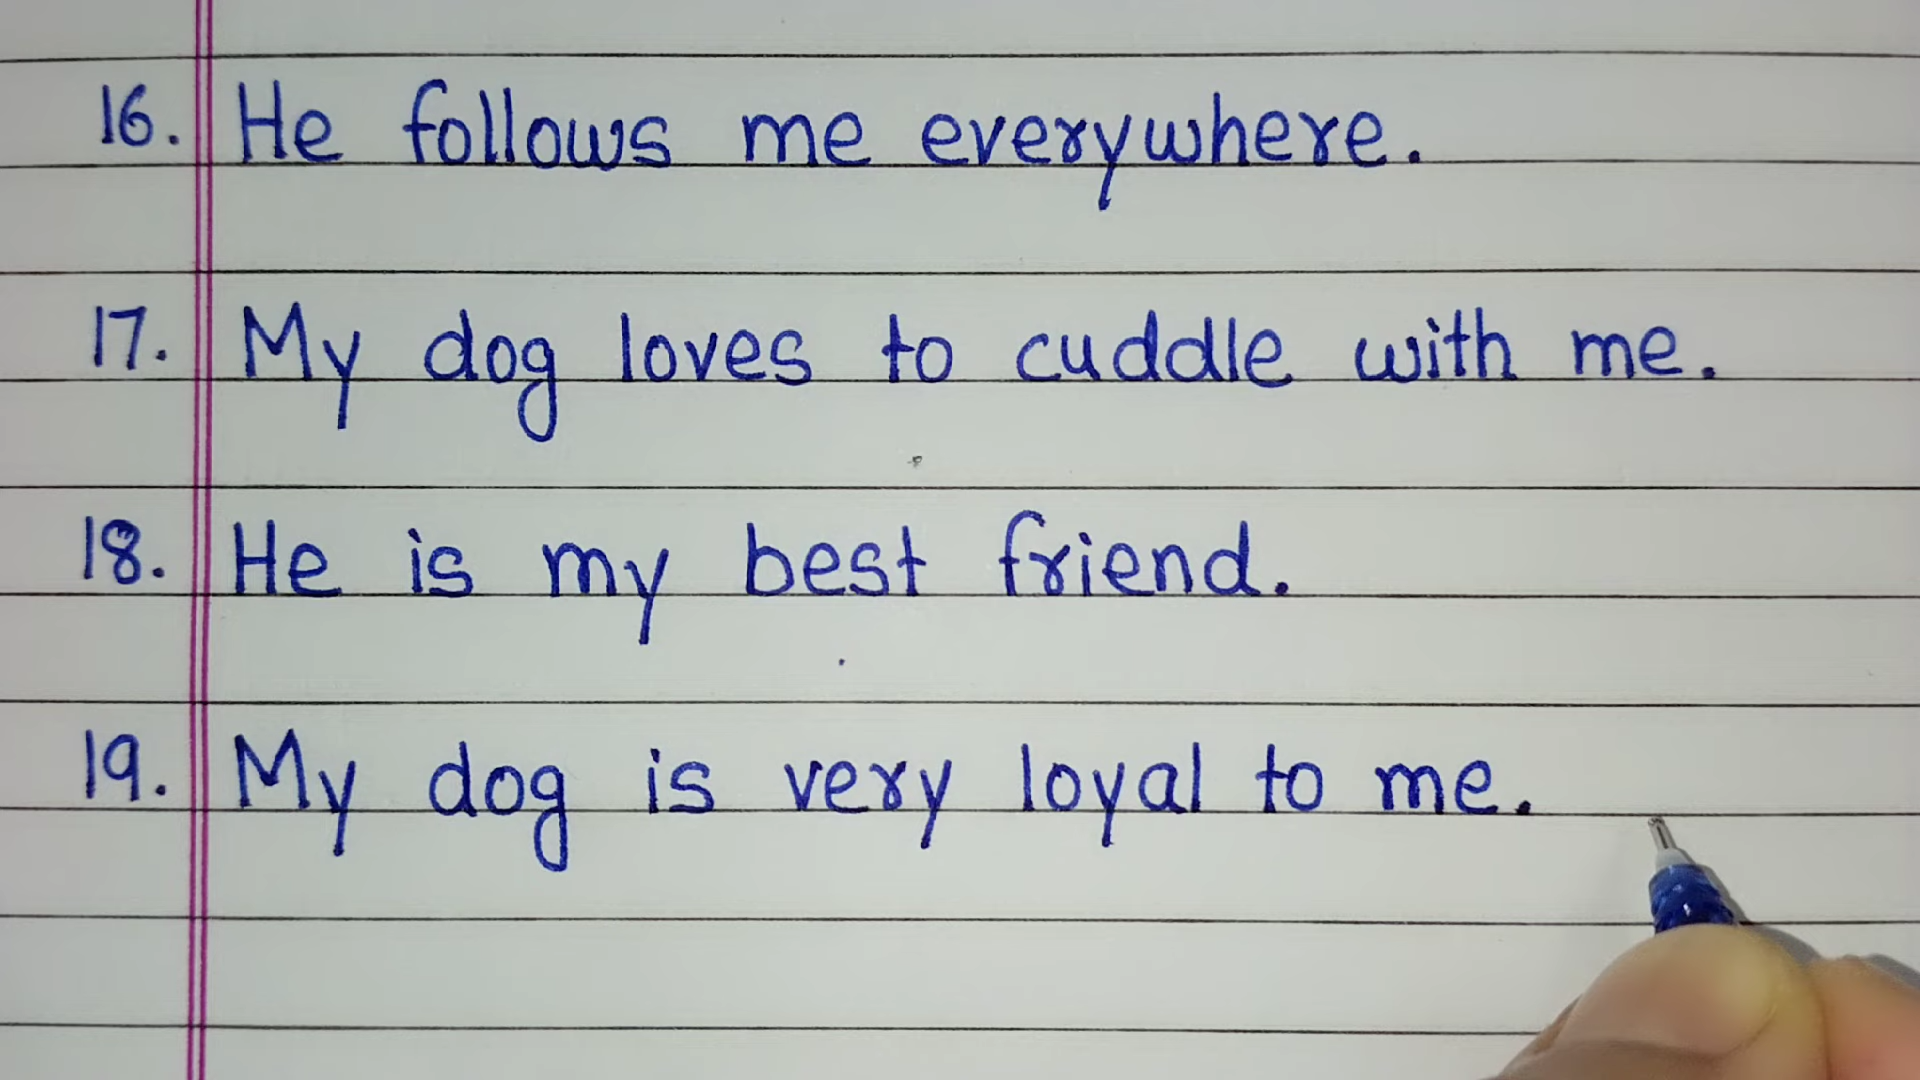 16. He follows me everywhere.
17. My dog loves to cuddle with me.
18. He is my best friend.
19. My dog is very loyal to me.